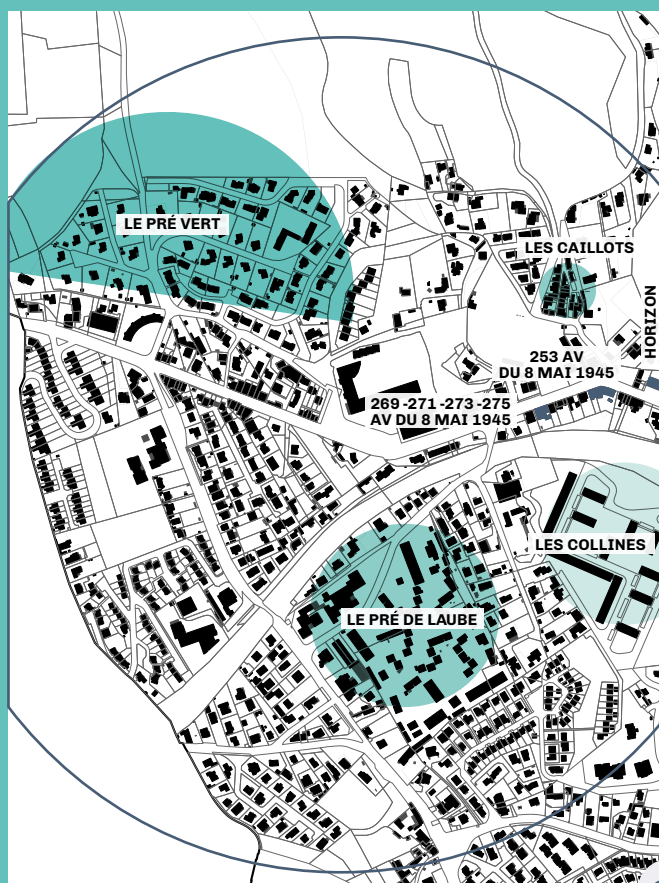 LE PRÉ VERT
LES CAILLOTS
HORIZON
253 AV
DU 8 MAI 1945
269 -271 -273 -275
AV DU 8 MAI 1945
LES COLLINES
LE PRÉ DE LAUBE